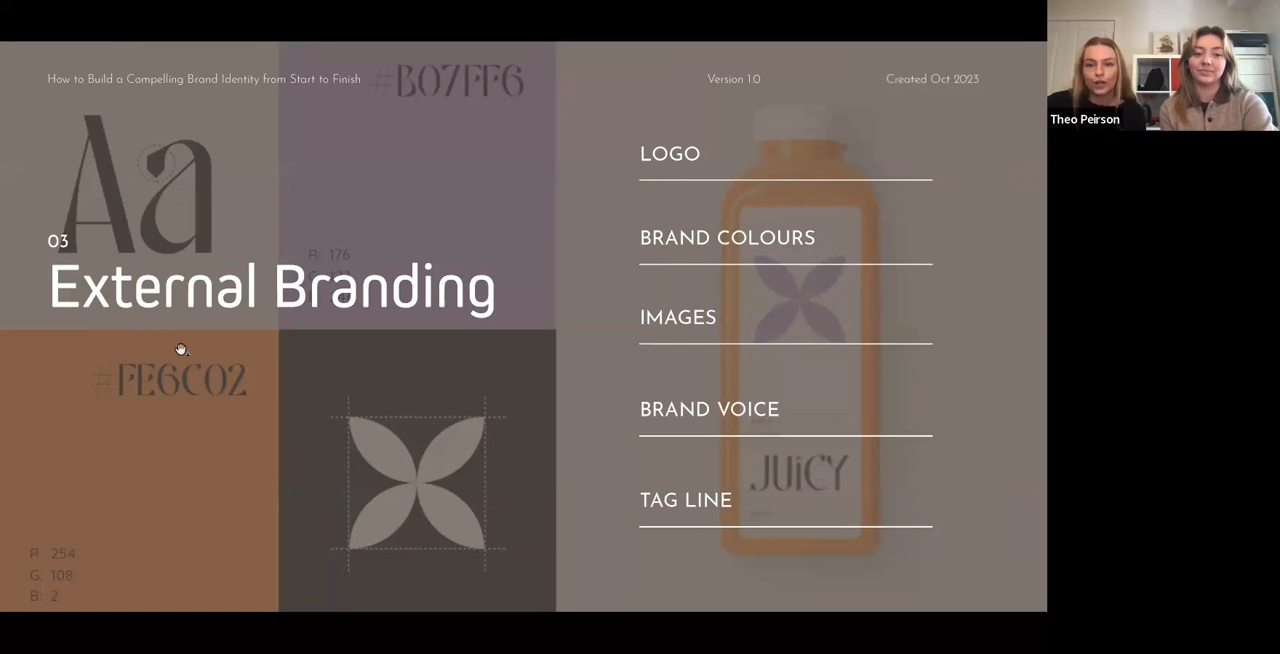 How to Build a Compelling Brand Identity from Start to Finish
Version 1.0
Created Oct 2023
#B07FF6
Aa
03
External Branding
R: 176
#FE6C02
R: 254
G: 108
B: 2
LOGO
BRAND COLOURS
IMAGES
BRAND VOICE
JUiCY
TAG LINE
Theo Peirson